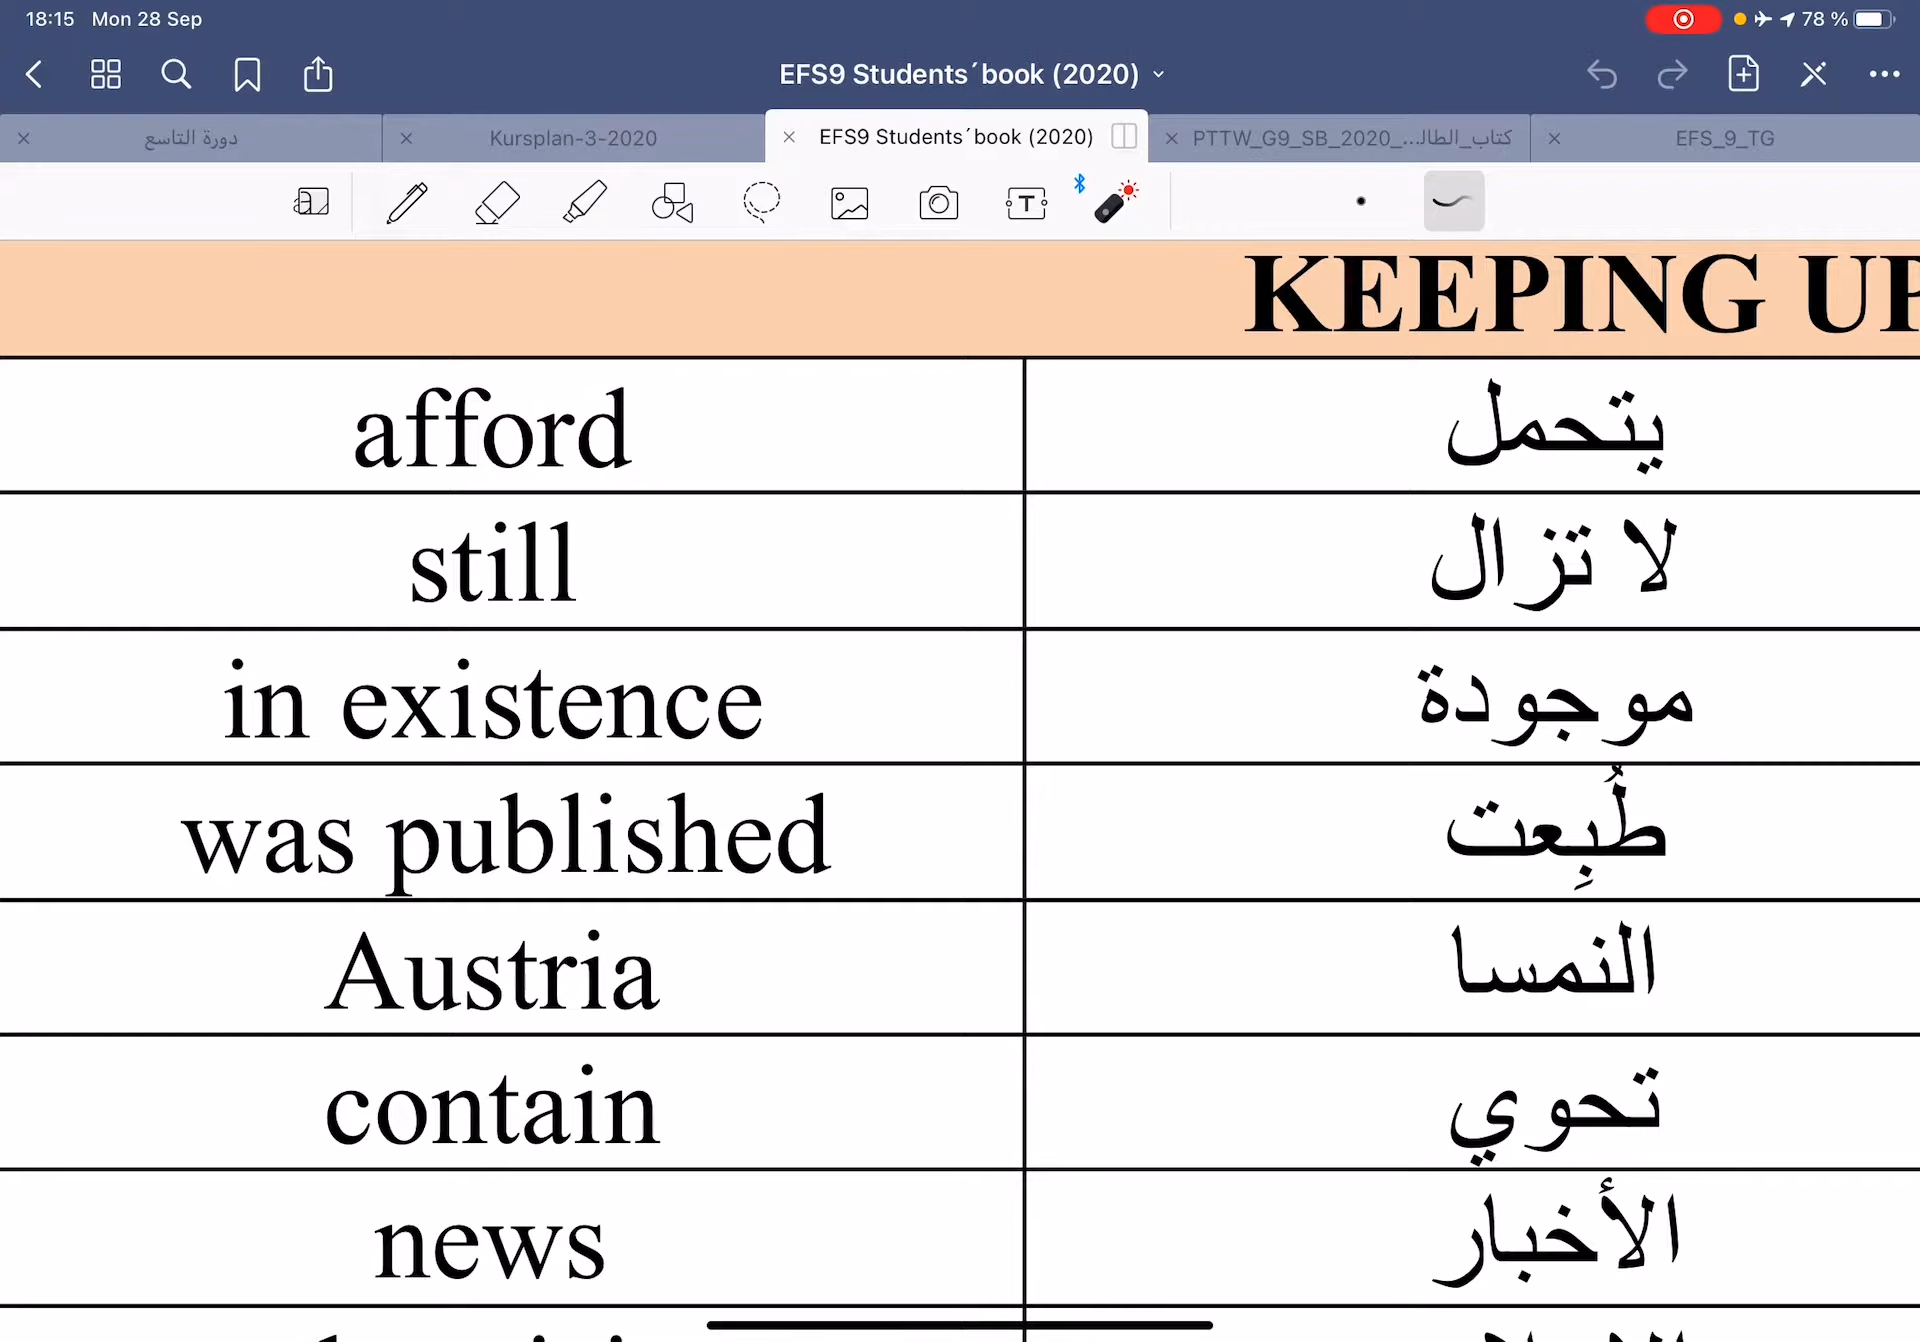 18:15 Mon 28 Sep
78 %
EFS9 Students´book (2020)
دورة التاسع
Kursplan-3-2020
EFS9 Students´book (2020)
PTTW_G9_SB_2020_...كتاب_الطال
EFS_9_TG
KEEPING UP
afford يتحمل
still لا تزال
in existence موجودة
was published طُبِعت
Austria النمسا
contain تحوي
news الأخبار